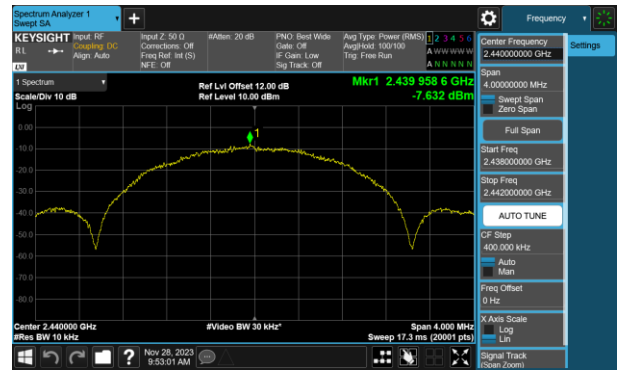 Spectrum Analyzer 1
Swept SA
Frequency
KEYSIGHT
RL
LXI
Input: RF
Coupling: DC
Align: Auto
Input Z: 50 Ω
Corrections: Off
Freq Ref: Int (S)
NFE: Off
#Atten: 20 dB
PNO: Best Wide
Gate: Off
IF Gain: Low
Sig Track: Off
Avg Type: Power (RMS)
Avg|Hold: 100/100
Trig: Free Run
1 2 3 4 5 6
A W W W W W
A N N N N N
Center Frequency
2.440000000 GHz
Settings
Span
4.00000000 MHz
Swept Span
Zero Span
Full Span
Start Freq
2.438000000 GHz
Stop Freq
2.442000000 GHz
AUTO TUNE
CF Step
400.000 kHz
Auto
Man
Freq Offset
0 Hz
X Axis Scale
Log
Lin
Signal Track
(Span Zoom)
1 Spectrum
Scale/Div 10 dB
Log
Ref Lvl Offset 12.00 dB
Ref Level 10.00 dBm
Mkr1 2.439 958 6 GHz
-7.632 dBm
1
0.00
-10.0
-20.0
-30.0
-40.0
-50.0
-60.0
-70.0
-80.0
Center 2.440000 GHz
#Res BW 10 kHz
#Video BW 30 kHz*
Span 4.000 MHz
Sweep 17.3 ms (20001 pts)
?
Nov 28, 2023
9:53:01 AM